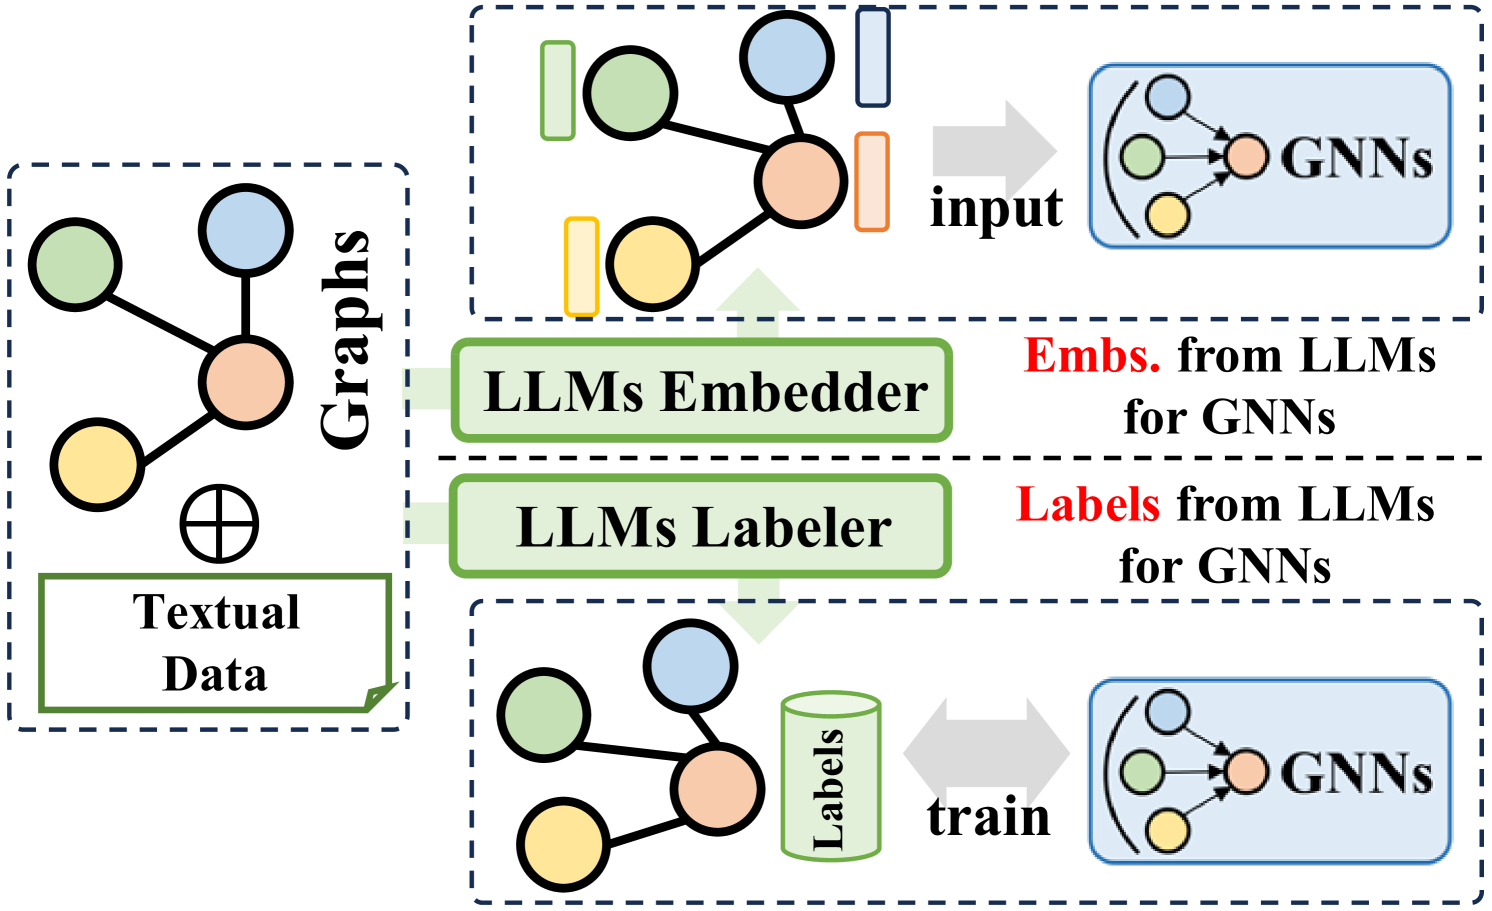 Graphs
Textual
Data
input
GNNs
LLMs Embedder
Embs. from LLMs
for GNNs
LLMs Labeler
Labels from LLMs
for GNNs
Labels
train
GNNs